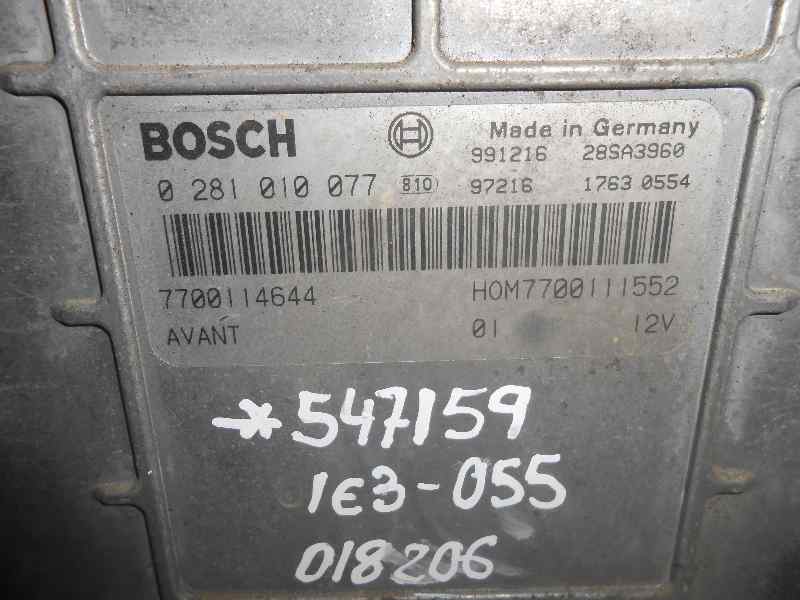 BOSCH Made in Germany
991216 28SA3960
0 281 010 077 810 97216 1763 0554
7700114644 HOM7700111552
AVANT 01 12V
*547159
1E3-055
018206